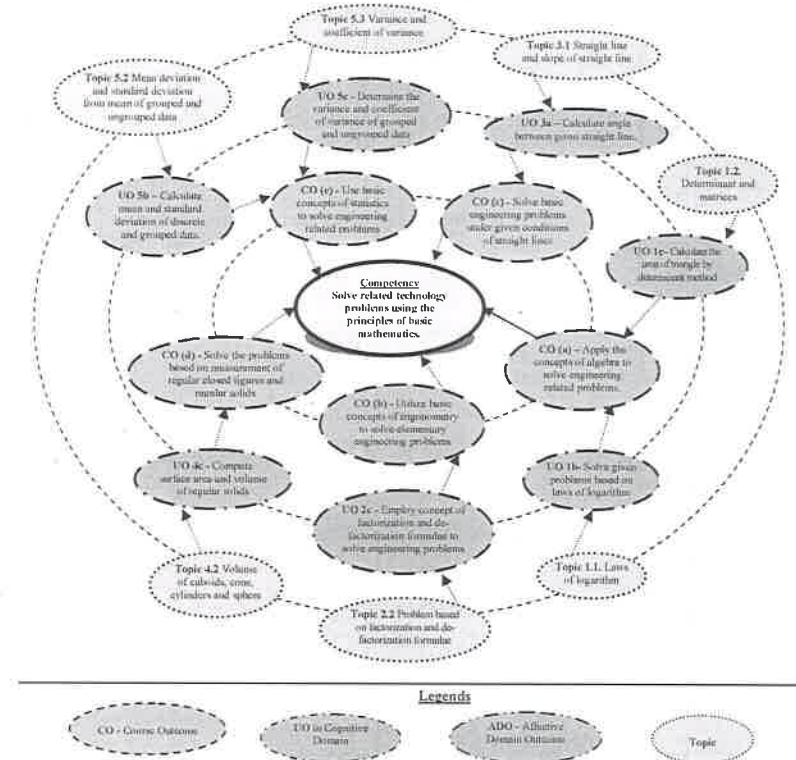 Topic 5.3 Variance and
coefficient of variance
Topic 3.1 Straight line
and slope of straight line
Topic 5.2 Mean deviation
and standard deviation
from mean of grouped and
ungrouped data
UO 5c - Determine the
variance and coefficient
of variance of grouped
and ungrouped data
UO 3a – Calculate angle
between given straight line.
Topic 1.2.
Determinant and
matrices
UO 5b – Calculate
mean and standard
deviation of discrete
and grouped data.
CO (e) - Use basic
concepts of statistics
to solve engineering
related problems
CO (c) - Solve basic
engineering problems
under given conditions
of straight lines
UO 1c- Calculate the
area of triangle by
determinant method
Competency
Solve related technology
problems using the
principles of basic
mathematics.
CO (d) - Solve the problems
based on measurement of
regular closed figures and
regular solids
CO (a) – Apply the
concepts of algebra to
solve engineering
related problems.
CO (b) - Utilize basic
concepts of trigonometry
to solve elementary
engineering problems
UO 4c - Compute
surface area and volume
of regular solids
UO 1b- Solve given
problems based on
laws of logarithm
UO 2c - Employ concept of
factorization and de-
factorization formulae to
solve engineering problems
Topic 4.2 Volume
of cuboids, cone,
cylinders and sphere
Topic 1.1. Laws
of logarithm
Topic 2.2 Problem based
on factorization and de-
factorization formulae
Legends
CO - Course Outcome
UO in Cognitive
Domain
ADO – Affective
Domain Outcome
Topic